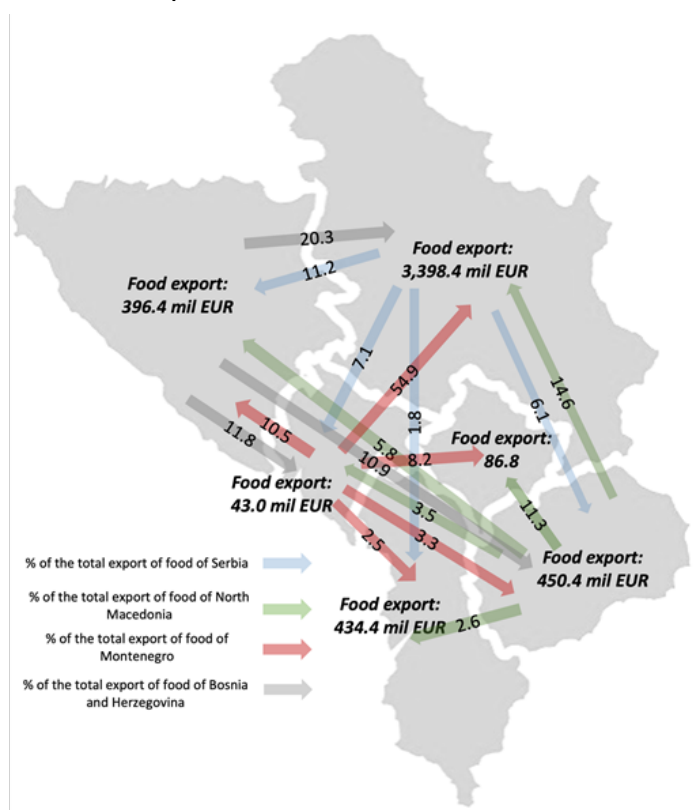 20.3
Food export:
3,398.4 mil EUR
11.2
Food export:
396.4 mil EUR
7.1
54.9
6.1
14.6
1.8
11.8
10.5
5.8
10.9
8.2
Food export:
86.8
Food export:
43.0 mil EUR
3.5
11.3
3.3
2.5
Food export:
450.4 mil EUR
% of the total export of food of Serbia
% of the total export of food of North
Macedonia
Food export:
434.4 mil EUR
2.6
% of the total export of food of
Montenegro
% of the total export of food of Bosnia
and Herzegovina